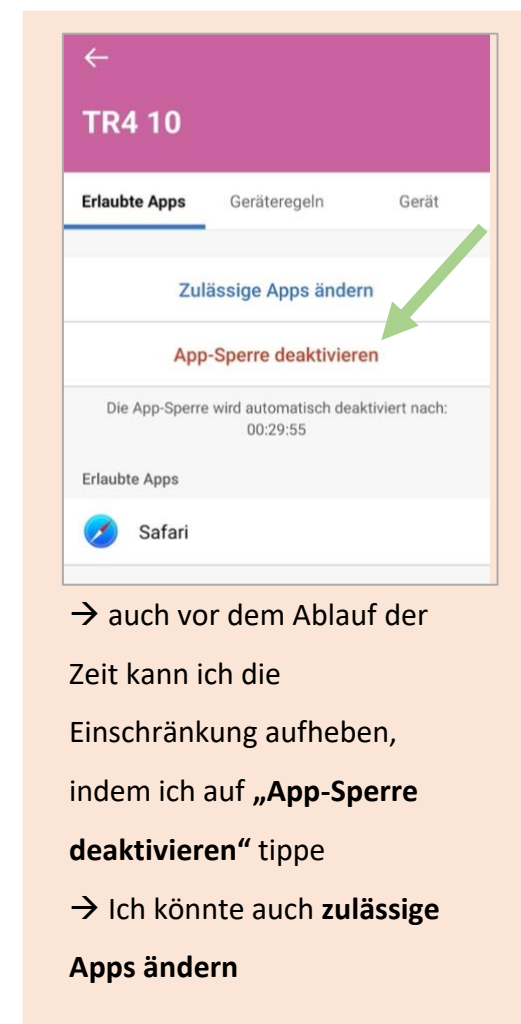 ←
TR4 10
Erlaubte Apps Geräteregeln Gerät
Zulässige Apps ändern
App-Sperre deaktivieren
Die App-Sperre wird automatisch deaktiviert nach:
00:29:55
Erlaubte Apps
Safari
→ auch vor dem Ablauf der
Zeit kann ich die
Einschränkung aufheben,
indem ich auf „App-Sperre
deaktivieren“ tippe
→ Ich könnte auch zulässige
Apps ändern